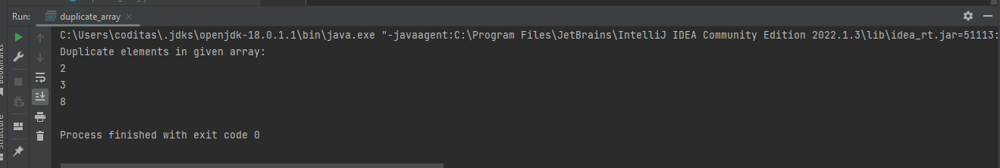 Run: duplicate_array
C:\Users\coditas\.jdks\openjdk-18.0.1.1\bin\java.exe "-javaagent:C:\Program Files\JetBrains\IntelliJ IDEA Community Edition 2022.1.3\lib\idea_rt.jar=51113:
Duplicate elements in given array:
2
3
8
Process finished with exit code 0
Bookmarks
Structure